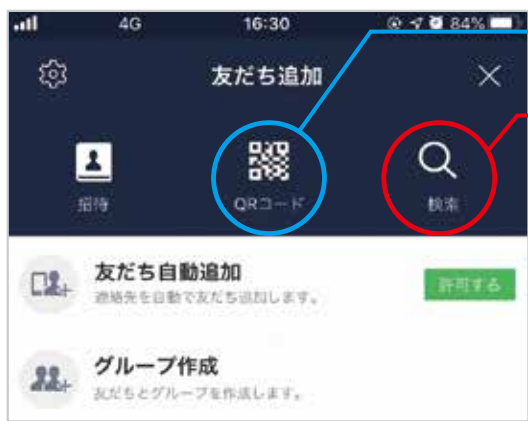 4G 16:30 84%
友だち追加
招待 QRコード 検索
友だち自動追加
連絡先を自動で友だち追加します。
許可する
グループ作成
友だちとグループを作成します。